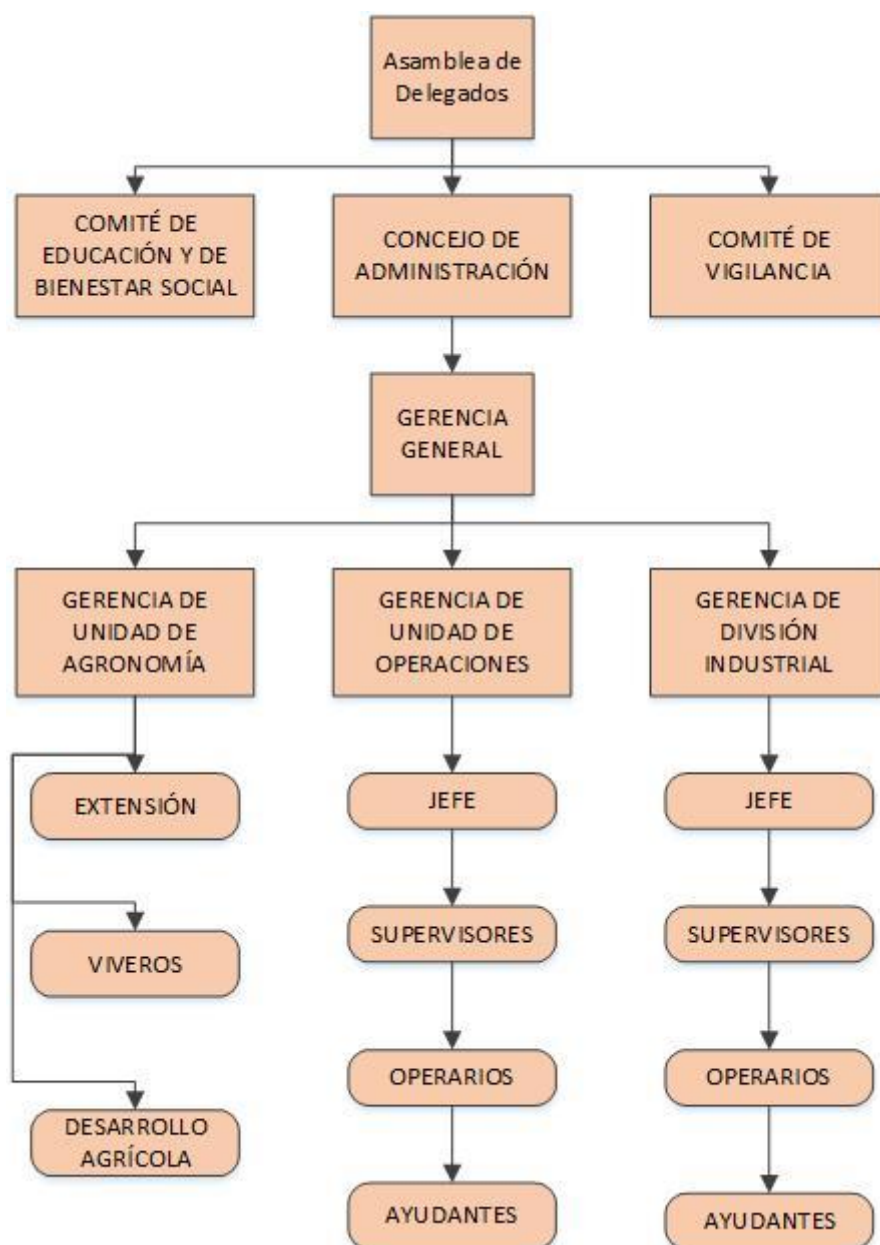 Asamblea de
Delegados
COMITÉ DE
EDUCACIÓN Y DE
BIENESTAR SOCIAL
CONCEJO DE
ADMINISTRACIÓN
COMITÉ DE
VIGILANCIA
GERENCIA
GENERAL
GERENCIA DE
UNIDAD DE
AGRONOMÍA
GERENCIA DE
UNIDAD DE
OPERACIONES
GERENCIA DE
DIVISIÓN
INDUSTRIAL
EXTENSIÓN
JEFE
JEFE
VIVEROS
SUPERVISORES
SUPERVISORES
DESARROLLO
AGRÍCOLA
OPERARIOS
OPERARIOS
AYUDANTES
AYUDANTES